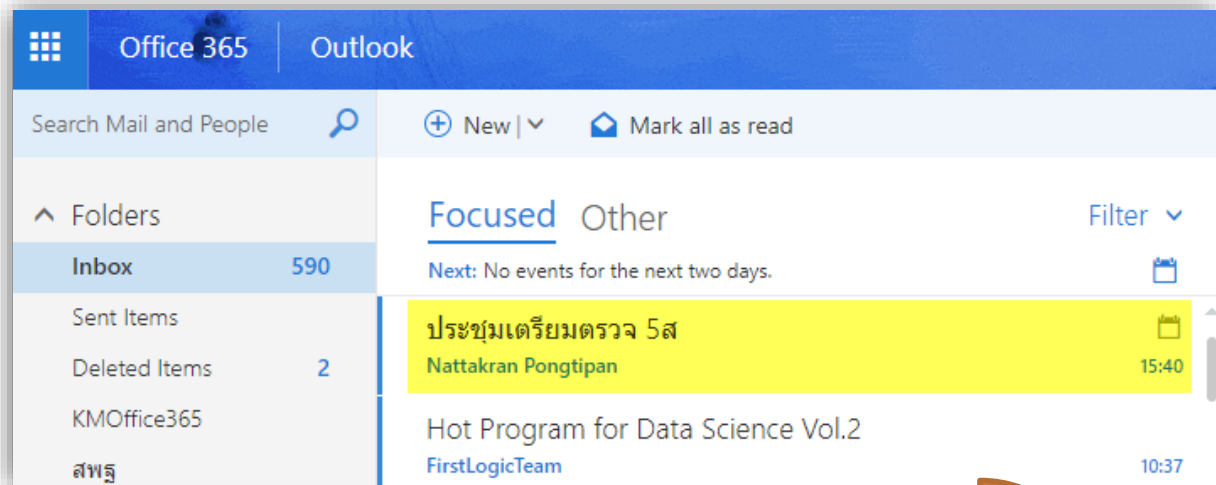 Office 365 Outlook
Search Mail and People
New
Mark all as read
Folders
Inbox 590
Sent Items
Deleted Items 2
KMOffice365
สพฐ
Focused Other Filter
Next: No events for the next two days.
ประชุมเตรียมตรวจ 5ส
Nattakran Pongtipan 15:40
Hot Program for Data Science Vol.2
FirstLogicTeam 10:37